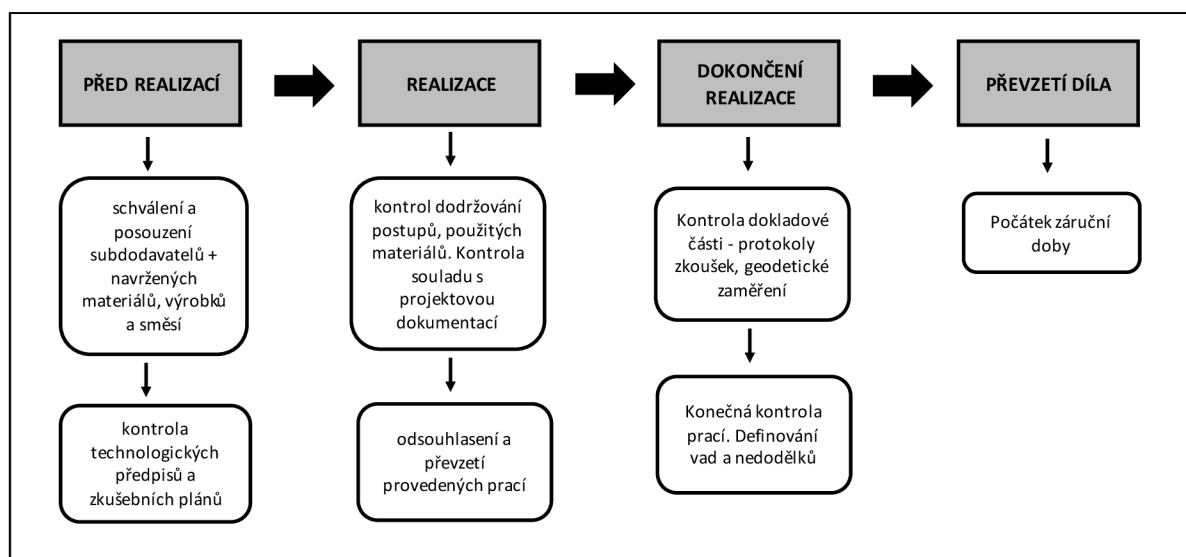 PŘED REALIZACÍ
REALIZACE
DOKONČENÍ
REALIZACE
PŘEVZETÍ DÍLA
schválení a
posouzení
subdodavatelů +
navržených
materiálů, výrobků
a směsí
kontrol dodržování
postupů, použitých
materiálů. Kontrola
souladu s
projektovou
dokumentací
Kontrola dokladové
části - protokoly
zkoušek, geodetické
zaměření
Počátek záruční
doby
kontrola
technologických
předpisů a
zkušebních plánů
odsouhlasení a
převzetí
provedených prací
Konečná kontrola
prací. Definování
vad a nedodělků